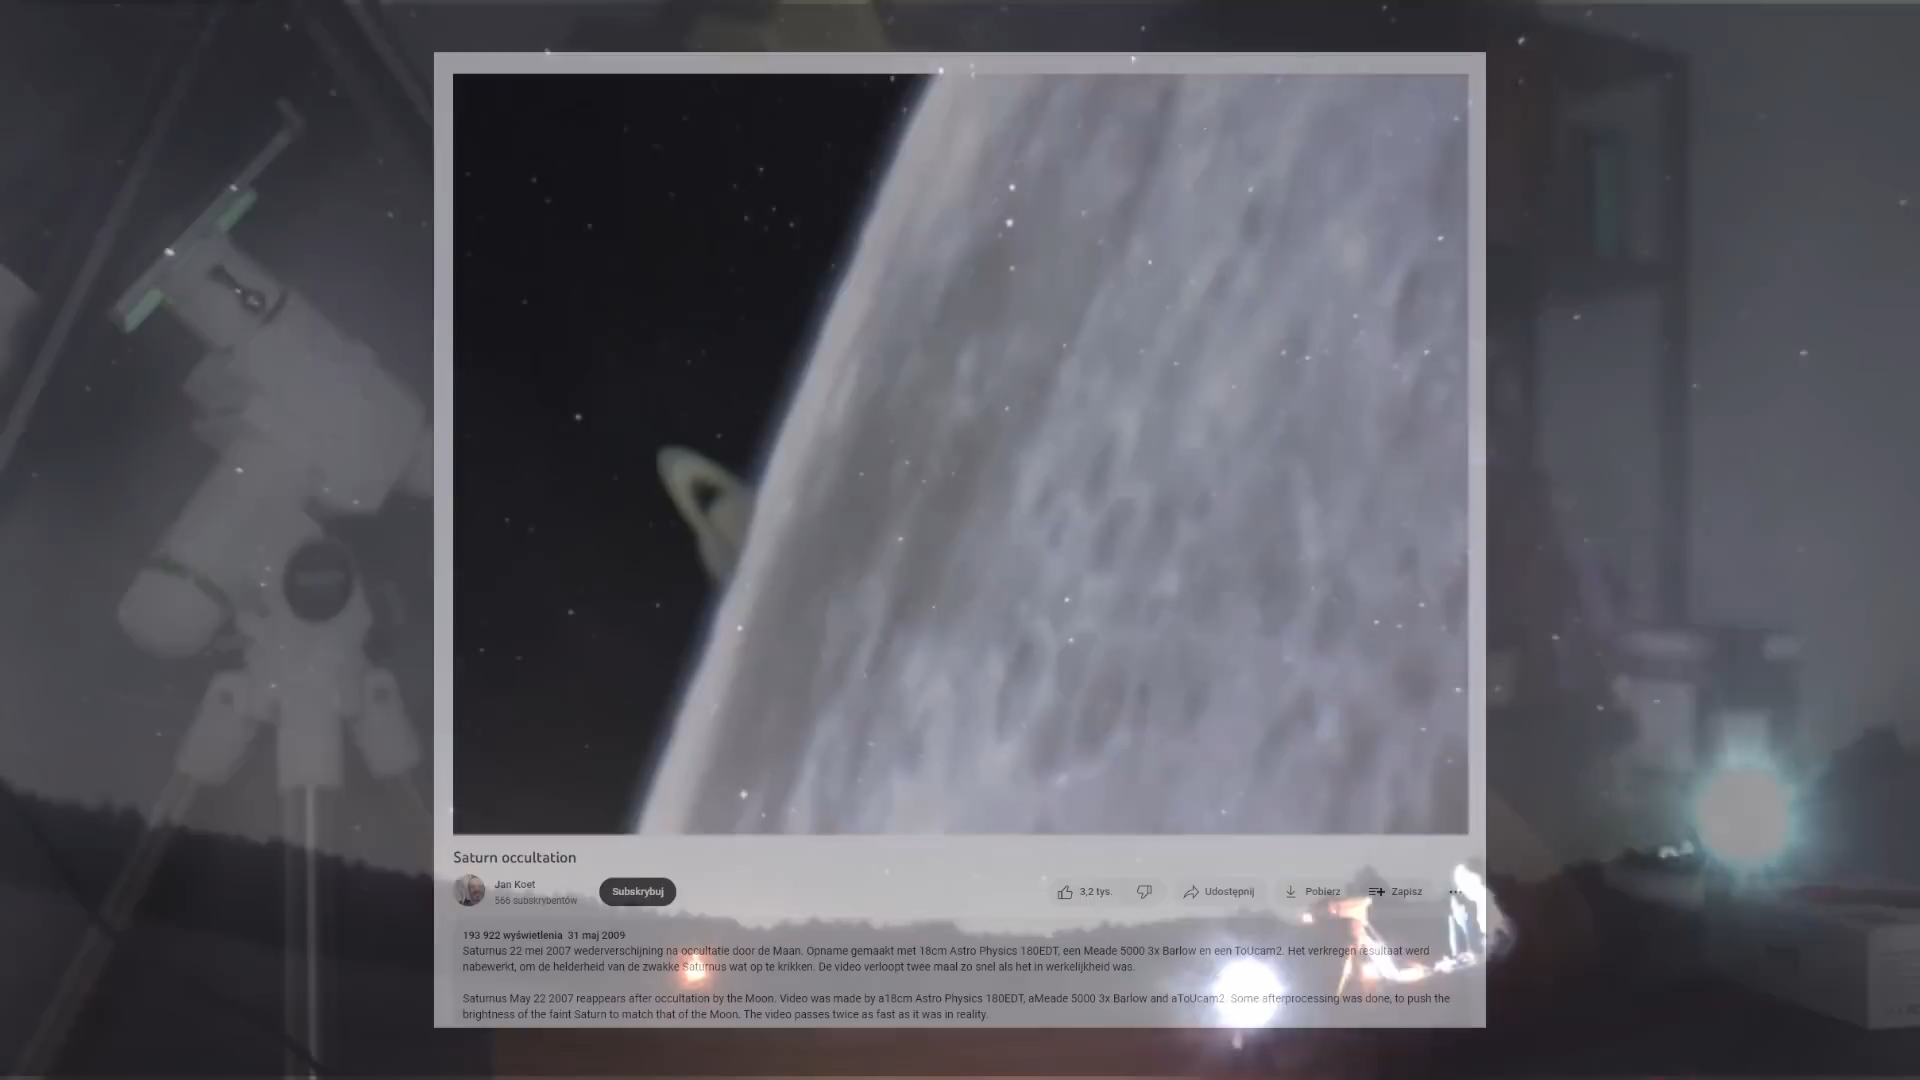 Saturn occultation
Jan Koet
566 subskrybentów
Subskrybuj
3,2 tys.
Udostępnij
Pobierz
Zapisz
193 922 wyświetlenia 31 maj 2009
Saturnus 22 mei 2007 wederverschijning na occultatie door de Maan. Opname gemaakt met 18cm Astro Physics 180EDT, een Meade 5000 3x Barlow en een ToUcam2. Het verkregen resultaat werd
nabewerkt, om de helderheid van de zwakke Saturnus wat op te krikken. De video verloopt twee maal zo snel als het in werkelijkheid was.
Saturnus May 22 2007 reappears after occultation by the Moon. Video was made by a18cm Astro Physics 180EDT, aMeade 5000 3x Barlow and aToUcam2. Some afterprocessing was done, to push the
brightness of the faint Saturn to match that of the Moon. The video passes twice as fast as it was in reality.